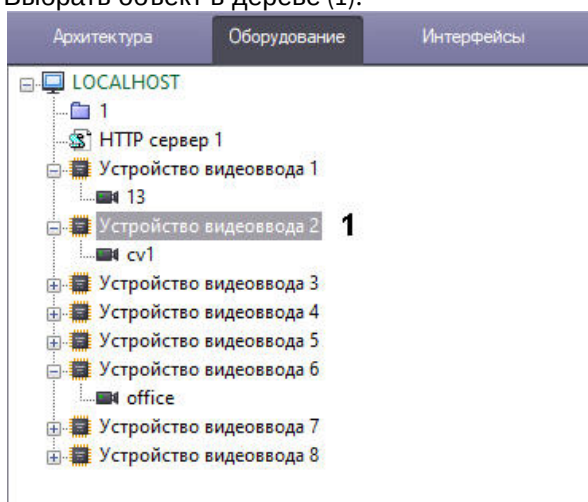 Выбрать объект в дереве (1).
Архитектура Оборудование Интерфейсы
LOCALHOST
1
HTTP сервер 1
Устройство видеоввода 1
13
Устройство видеоввода 2 1
cv1
Устройство видеоввода 3
Устройство видеоввода 4
Устройство видеоввода 5
Устройство видеоввода 6
office
Устройство видеоввода 7
Устройство видеоввода 8